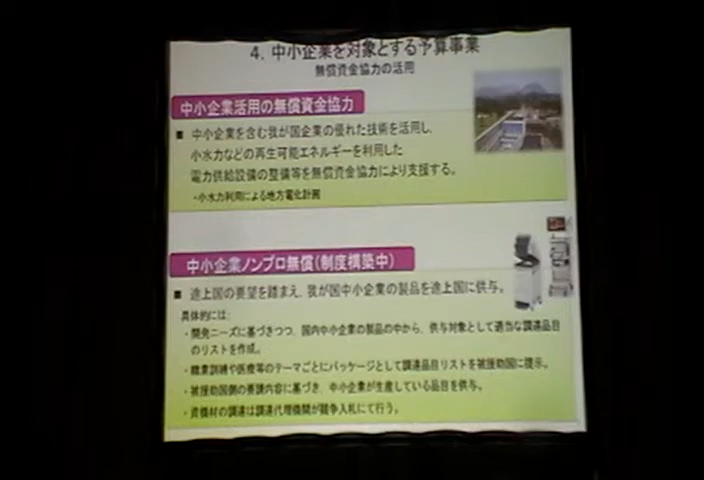 4．中小企業を対象とする予算事業
無償資金協力の活用
中小企業活用の無償資金協力
■ 中小企業を含む我が国企業の優れた技術を活用し、
小水力などの再生可能エネルギーを利用した
電力供給設備の整備等を無償資金協力により支援する。
・小水力利用による地方電化計画
中小企業ノンプロ無償（制度構築中）
■ 途上国の要望を踏まえ、我が国中小企業の製品を途上国に供与。
具体的には：
・開発ニーズに基づきつつ、国内中小企業の製品の中から、供与対象として適当な調達品目
のリストを作成。
・職業訓練や医療等のテーマごとにパッケージとして調達品目リストを被援助国に提示。
・被援助国側の要請内容に基づき、中小企業が生産している品目を供与。
・資機材の調達は調達代理機関が競争入札にて行う。